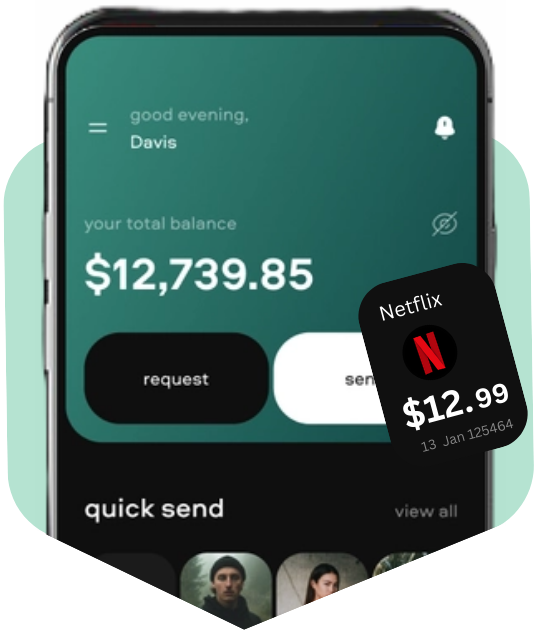 good evening,
Davis
your total balance
$12,739.85
Netflix
N
$12.99
13 Jan 125464
request
sen
quick send
view all